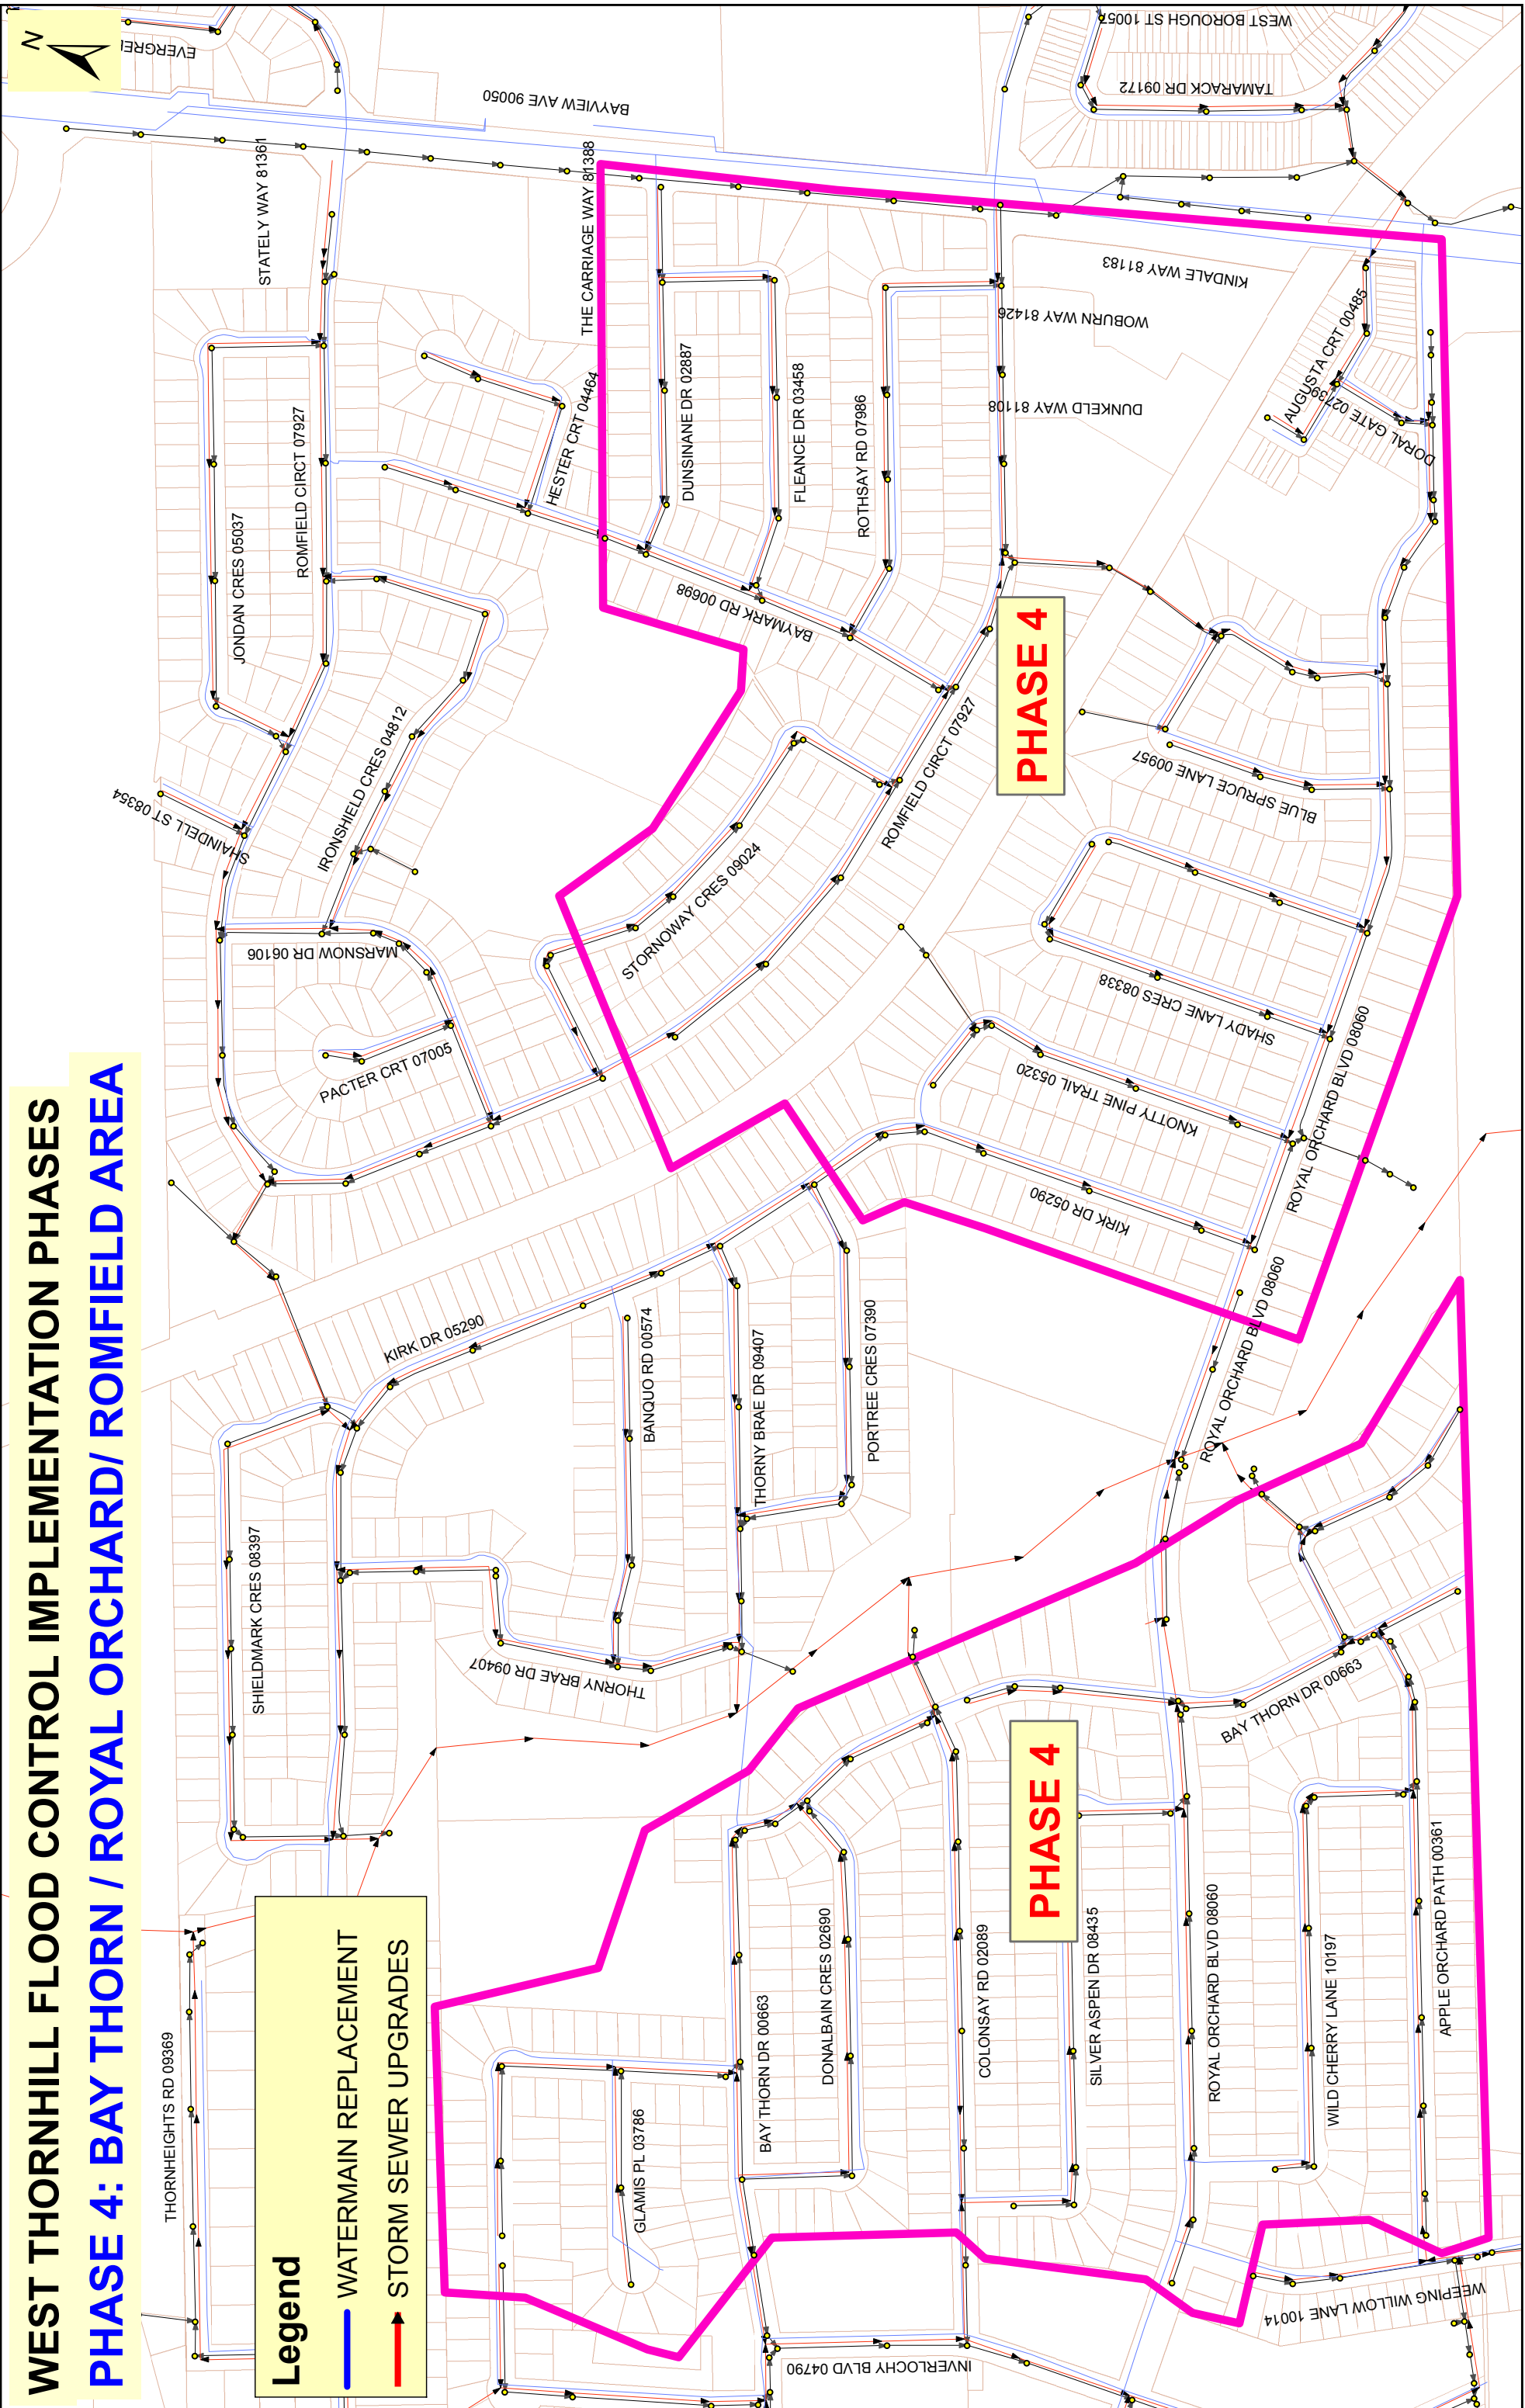 WEST THORNHILL FLOOD CONTROL IMPLEMENTATION PHASES
PHASE 4: BAY THORN / ROYAL ORCHARD/ ROMFIELD AREA
N
Legend
WATERMAIN REPLACEMENT
STORM SEWER UPGRADES
THORNHEIGHTS RD 09369
SHIELDMARK CRES 08397
KIRK DR 05290
BANQUO RD 00574
THORNY BRAE DR 09407
PORTREE CRES 07390
THORNY BRAE DR 09407
PACTER CRT 07005
MARSNOW DR 06106
SHAINDELL ST 08354
IRONSHIELD CRES 04812
JONDAN CRES 05037
ROMFIELD CIRCT 07927
STATELY WAY 81361
HESTER CRT 04464
THE CARRIAGE WAY 81388
BAYVIEW AVE 90050
DUNSINANE DR 02887
FLEANCE DR 03458
ROTHSAY RD 07986
BAYMARK RD 00698
STORNOWAY CRES 09024
ROMFIELD CIRCT 07927
PHASE 4
KINDALE WAY 81183
WOBURN WAY 81426
DUNKELD WAY 81108
AUGUSTA CRT 00485
TAMARACK DR 09172
WEST BOROUGH ST 10057
BLUE SPRUCE LANE 00957
SHADY LANE CRES 08338
KNOTTY PINE TRAIL 05320
KIRK DR 05290
ROYAL ORCHARD BLVD 08060
ROYAL ORCHARD BLVD 08060
GLAMIS PL 03786
BAY THORN DR 00663
DONALBAIN CRES 02690
COLONSAY RD 02089
PHASE 4
SILVER ASPEN DR 08435
ROYAL ORCHARD BLVD 08060
BAY THORN DR 00663
WILD CHERRY LANE 10197
APPLE ORCHARD PATH 00361
INVERLOCHY BLVD 04790
WEEPING WILLOW LANE 10014
DORAL GATE